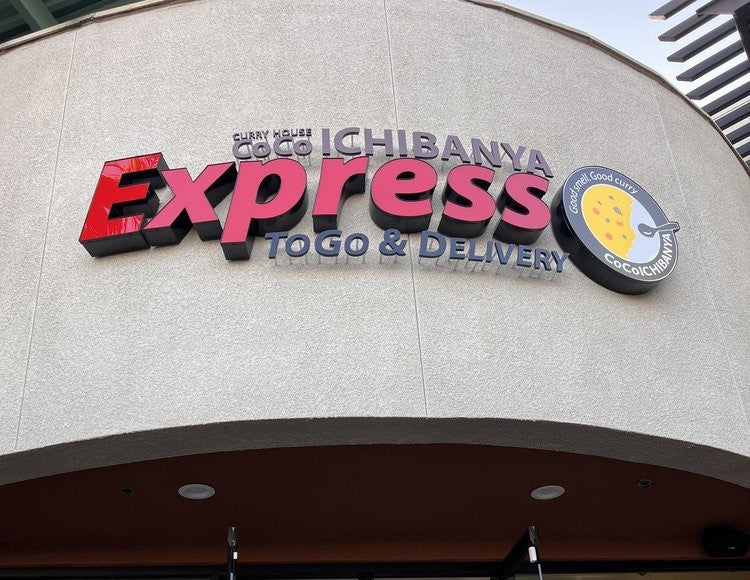 CURRY HOUSE
CoCo ICHIBANYA
Express
ToGo & Delivery
Good smell, Good curry
CoCoICHIBANYA